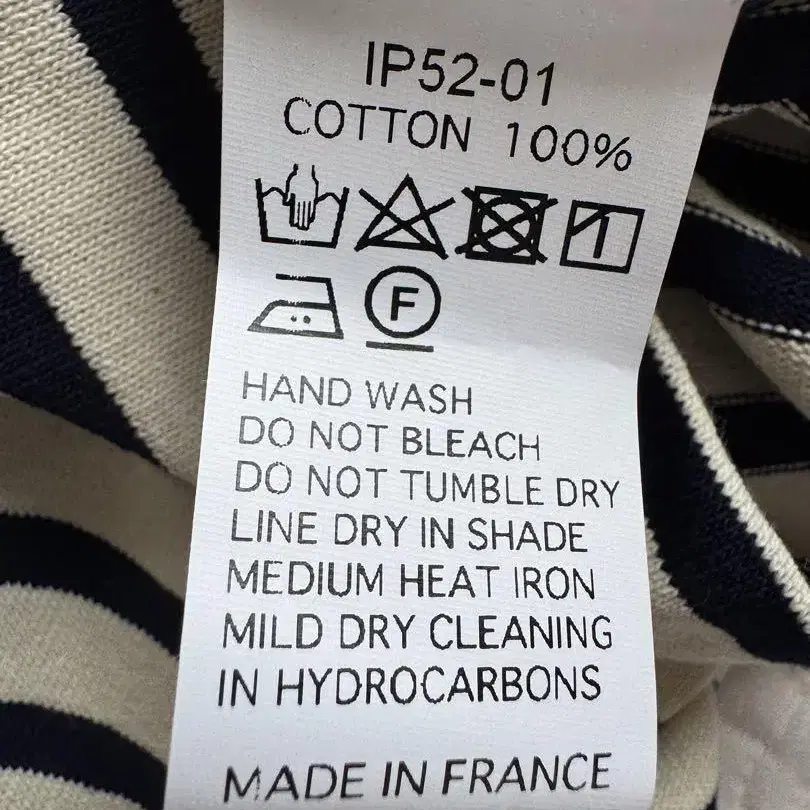 IP52-01
COTTON 100%
F
HAND WASH
DO NOT BLEACH
DO NOT TUMBLE DRY
LINE DRY IN SHADE
MEDIUM HEAT IRON
MILD DRY CLEANING
IN HYDROCARBONS
MADE IN FRANCE